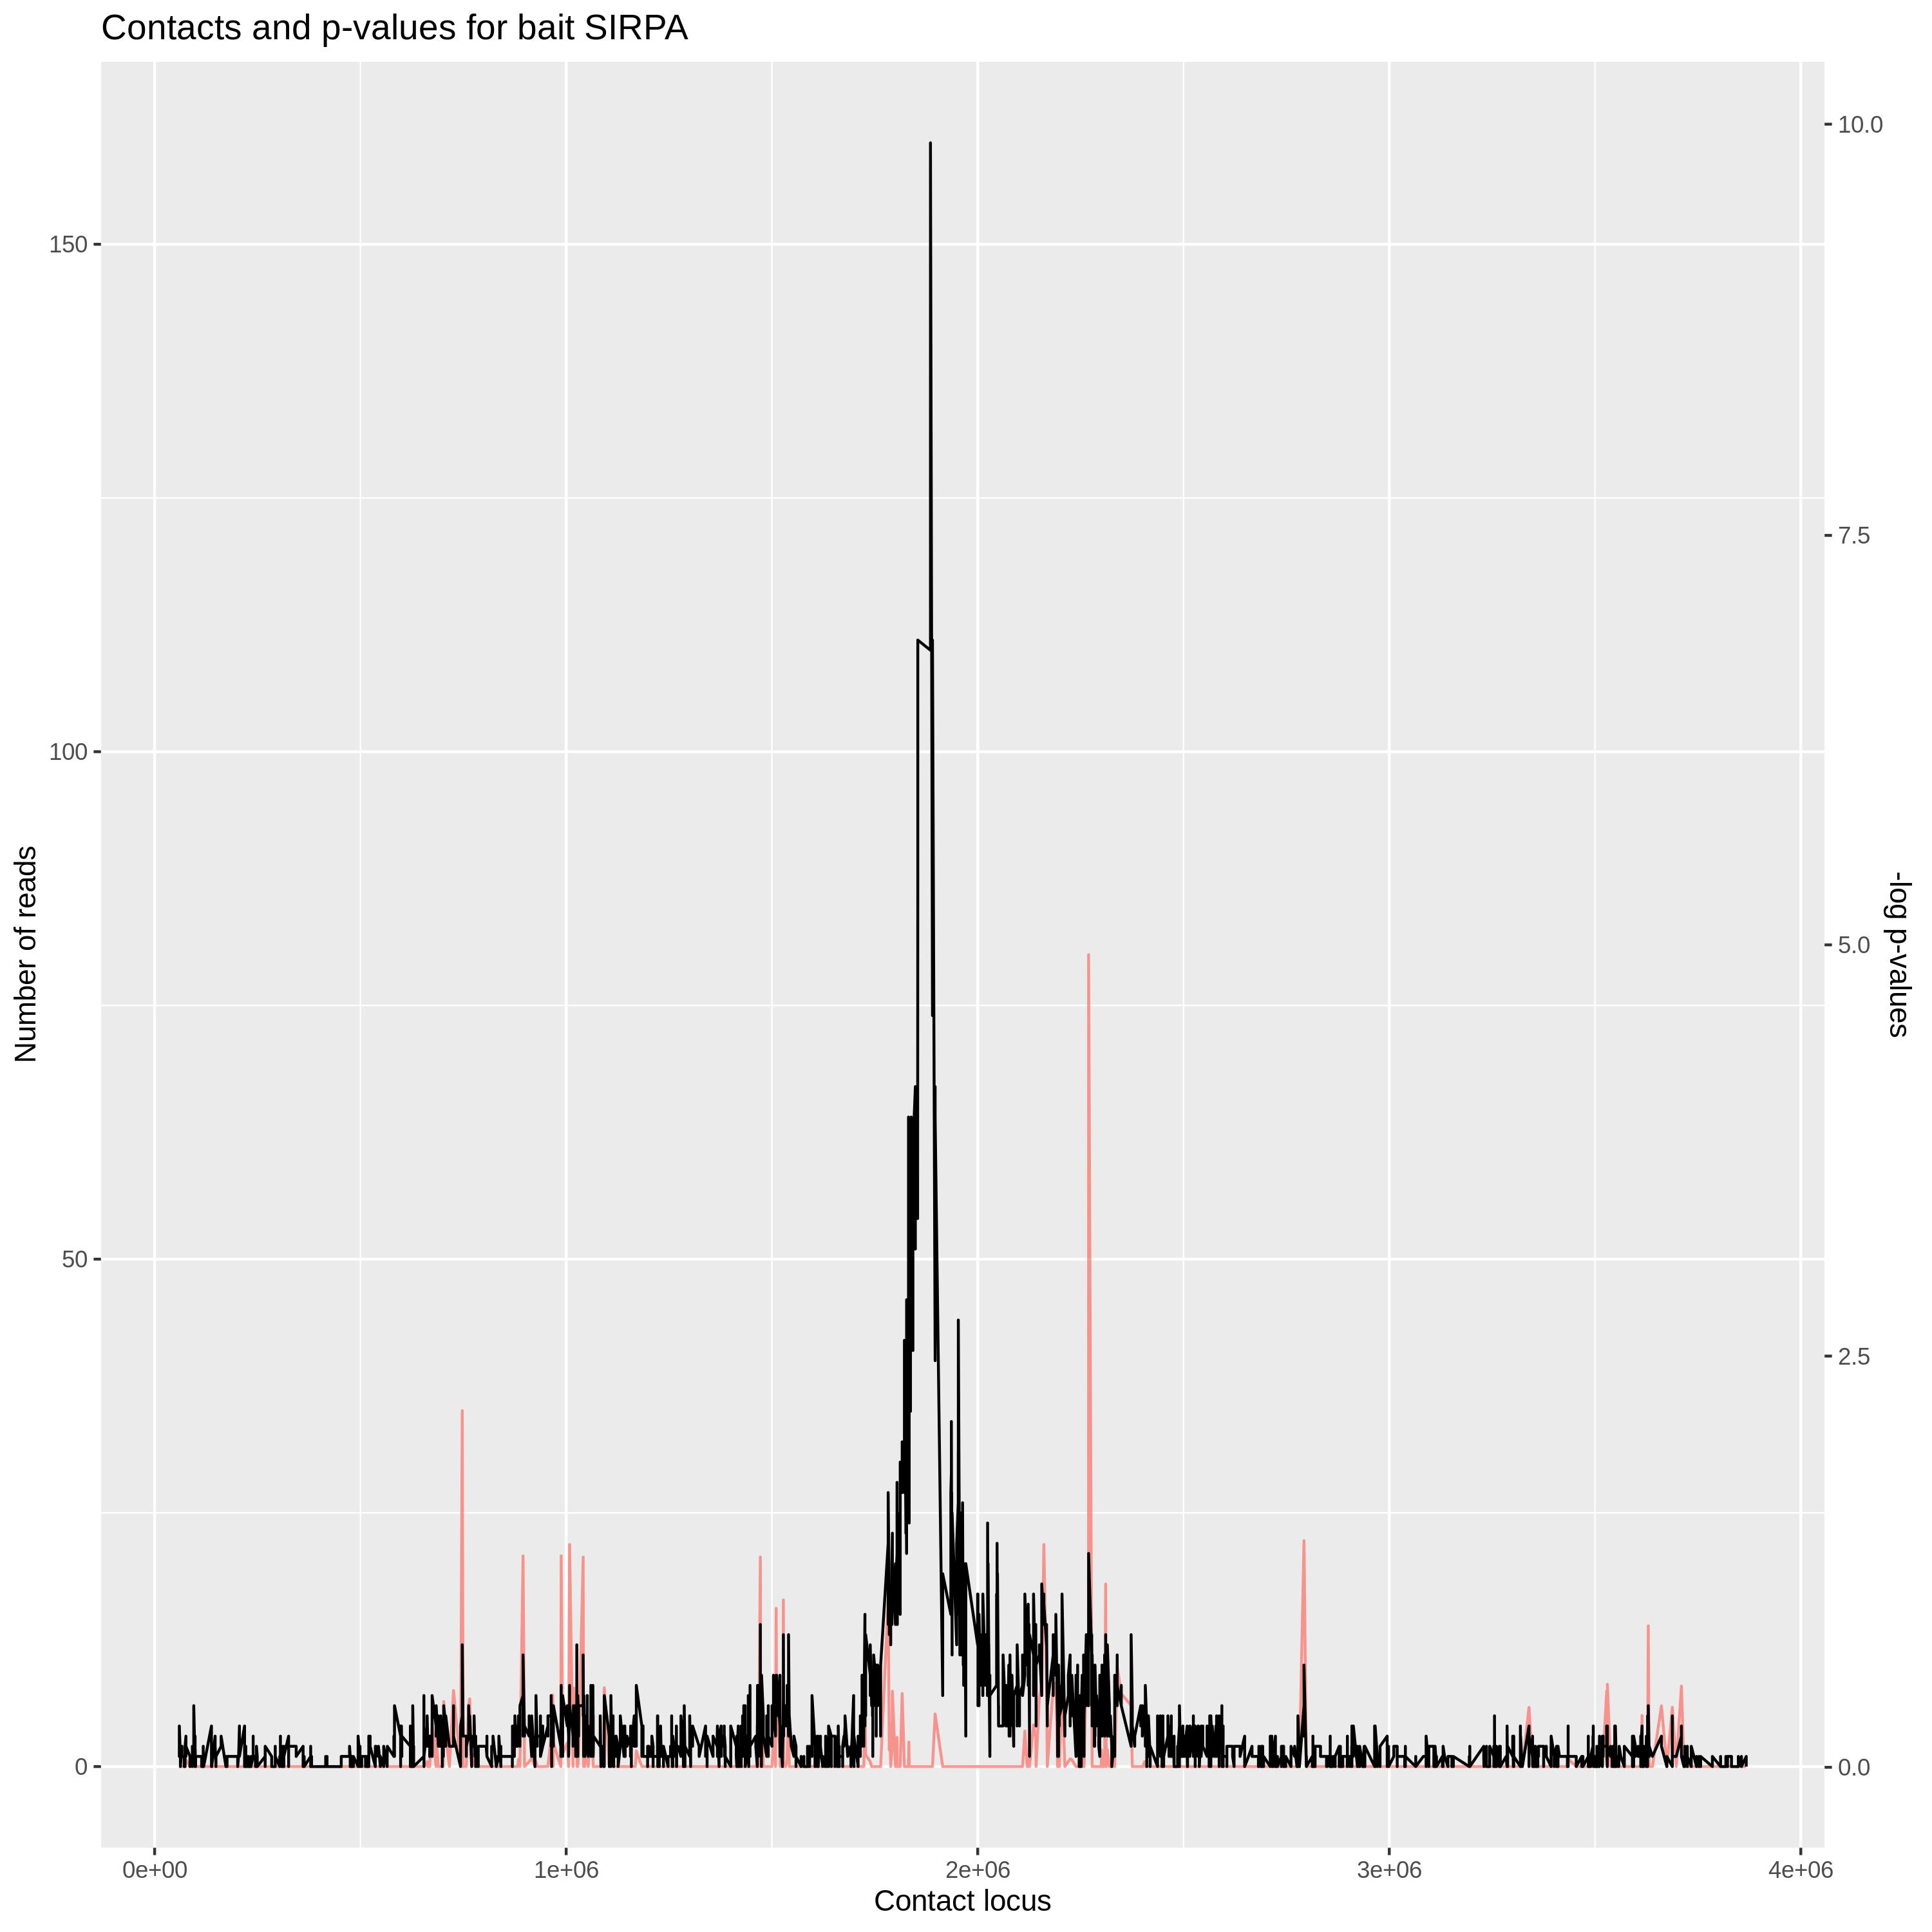 Contacts and p-values for bait SIRPA
150
100
50
0
Number of reads
10.0
7.5
5.0
2.5
0.0
-log p-values
0e+00
1e+06
2e+06
3e+06
4e+06
Contact locus